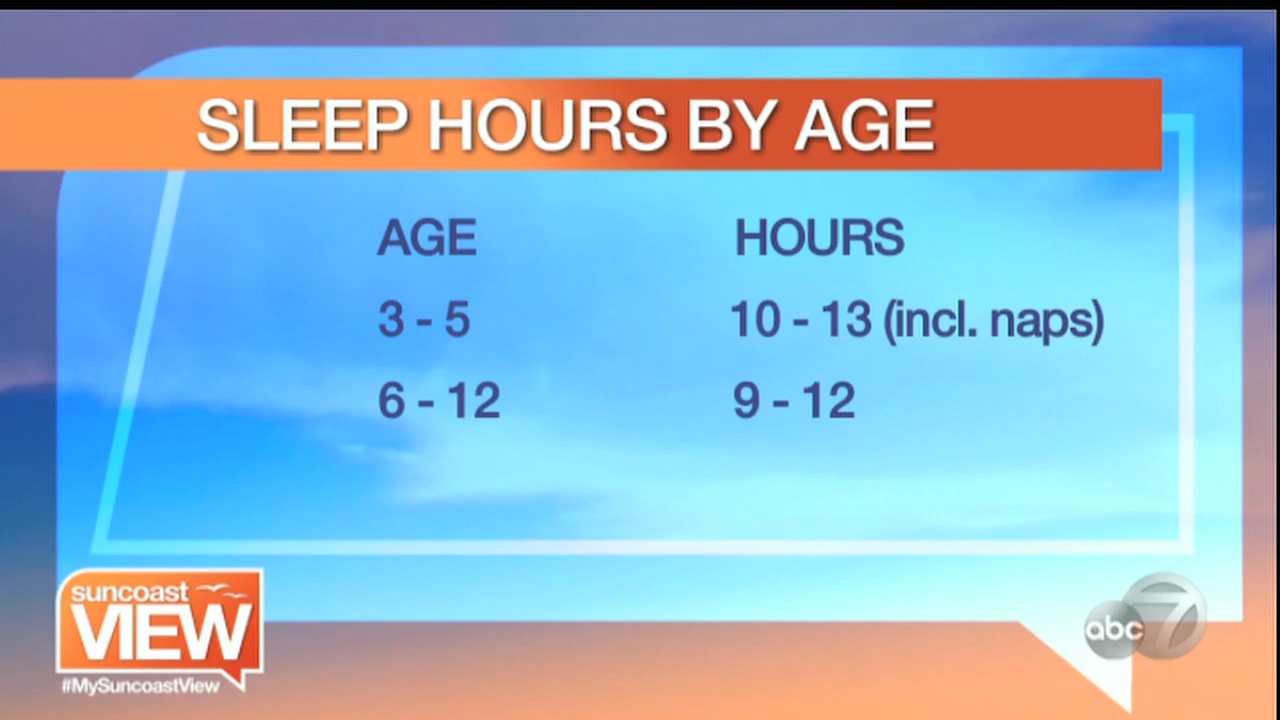 SLEEP HOURS BY AGE
AGE HOURS
3 - 5 10 - 13 (incl. naps)
6 - 12 9 - 12
suncoast
VIEW
#MySuncoastView
abc 7